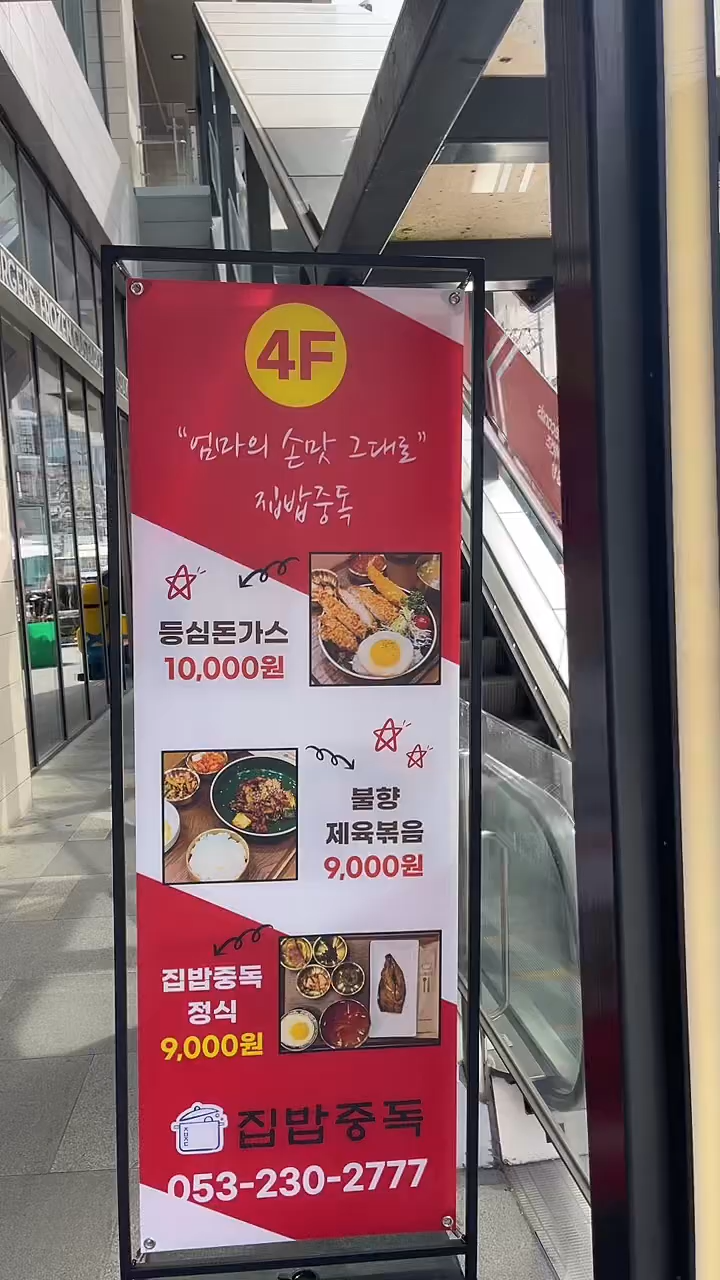 4F
"엄마의 손맛 그대로"
집밥중독
등심돈가스
10,000원
불향
제육볶음
9,000원
집밥중독
정식
9,000원
집밥중독
053-230-2777